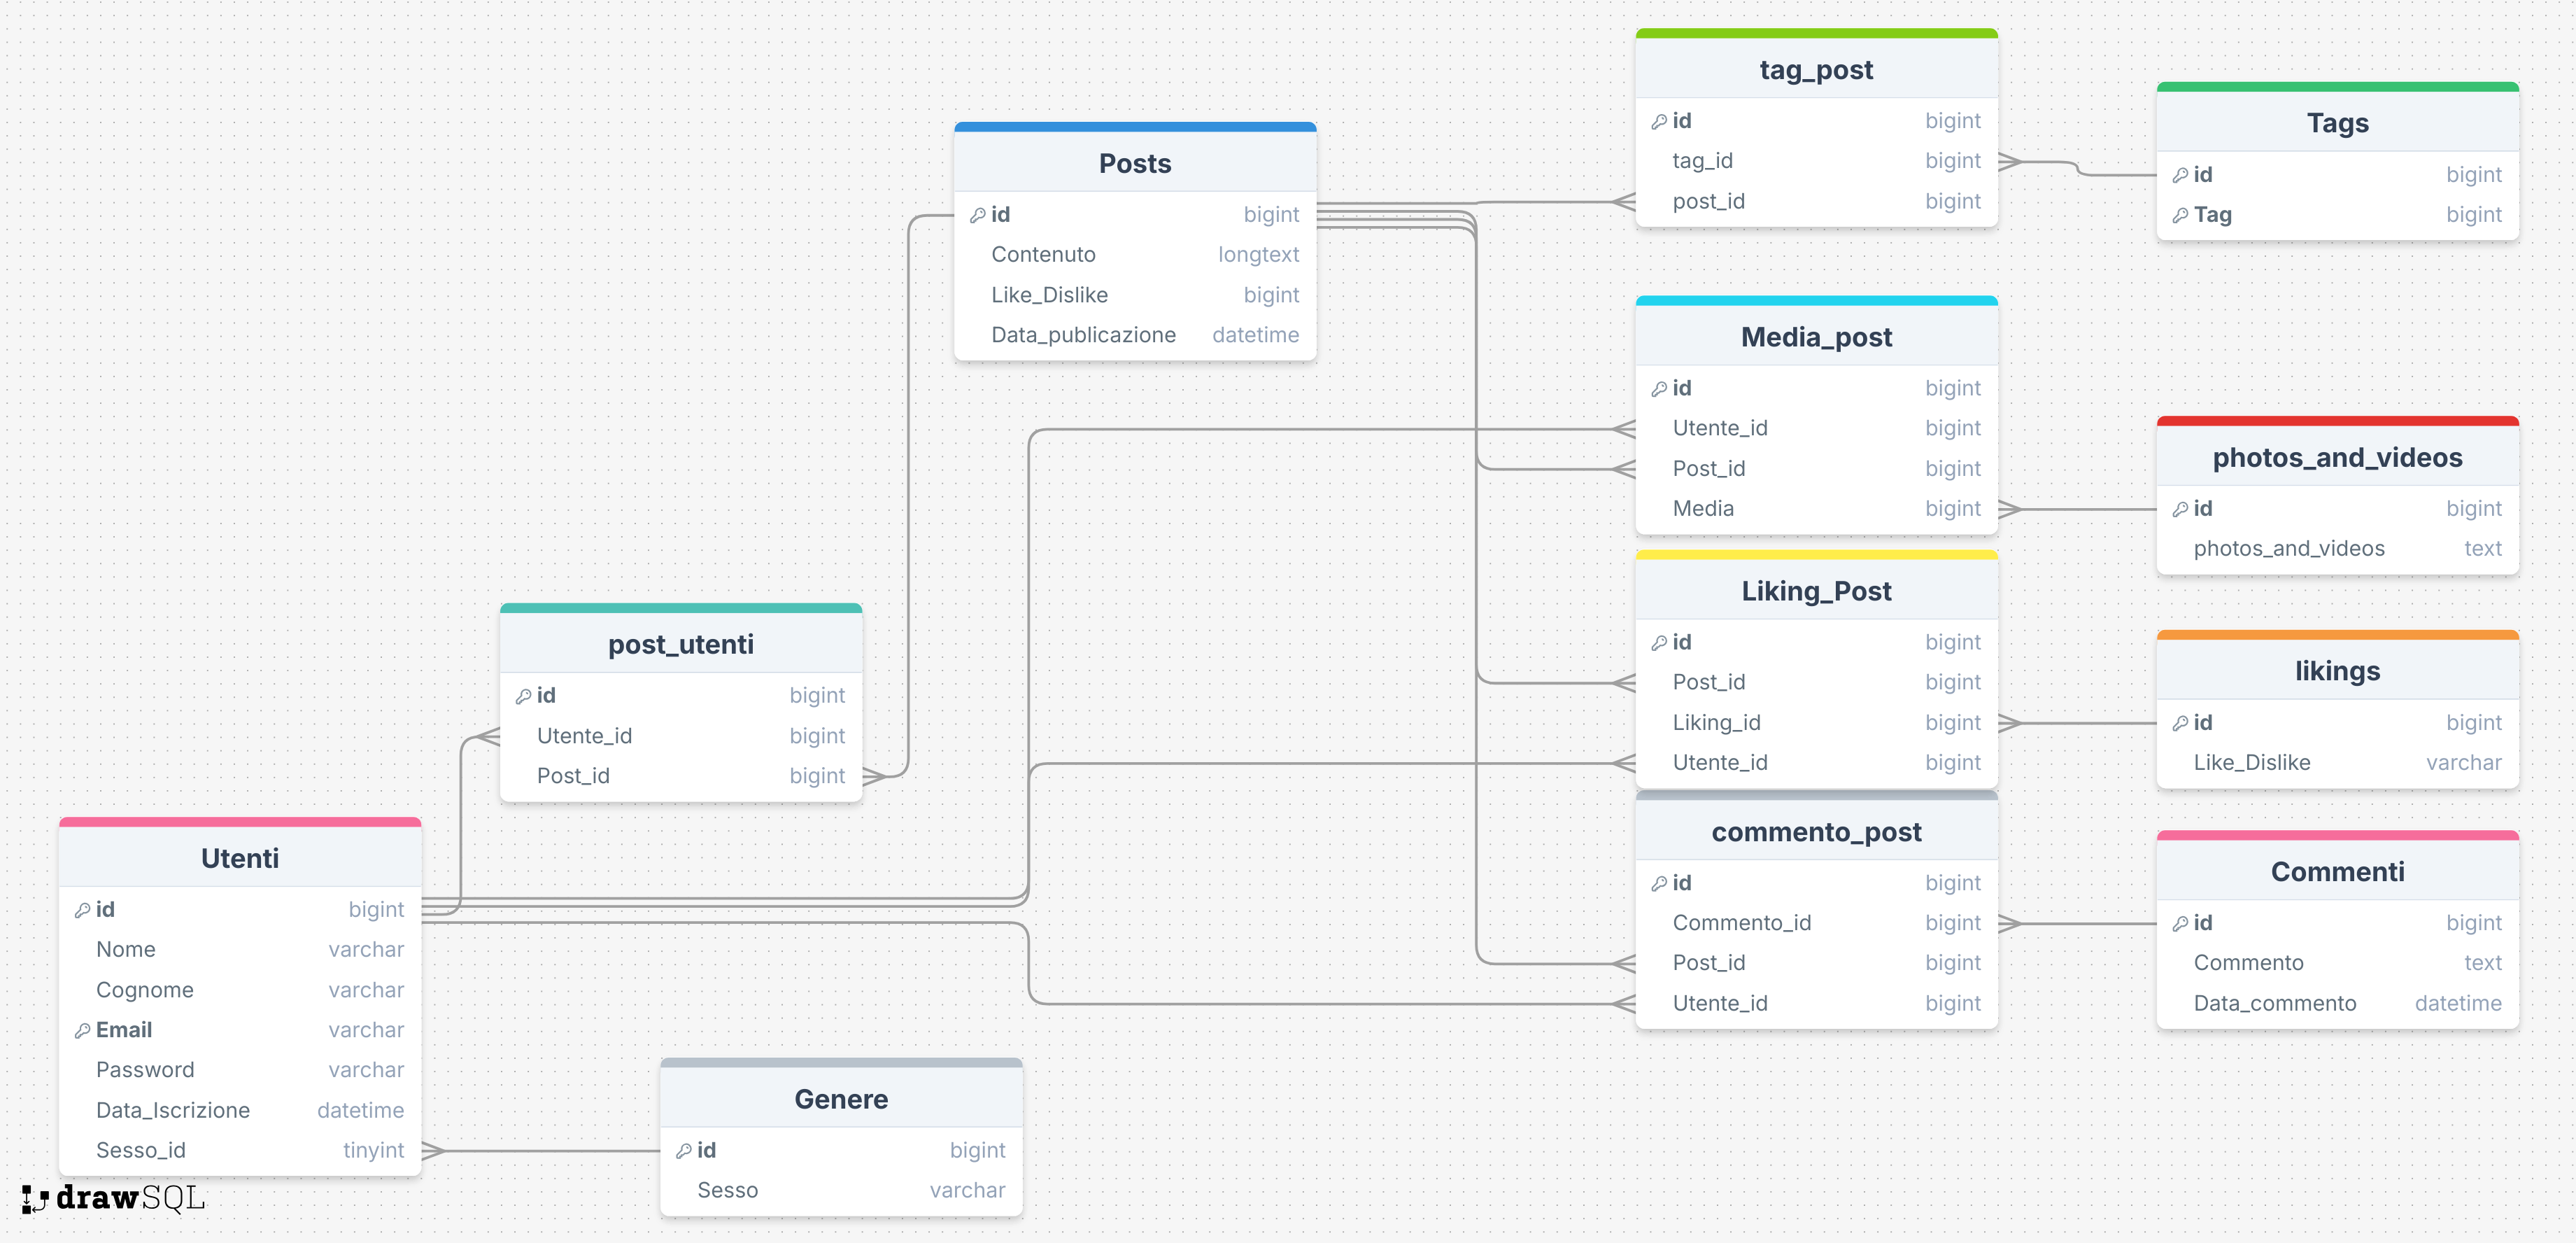 tag_post
id bigint
tag_id bigint
post_id bigint
Tags
id bigint
Tag bigint
Posts
id bigint
Contenuto longtext
Like_Dislike bigint
Data_publicazione datetime
Media_post
id bigint
Utente_id bigint
Post_id bigint
Media bigint
photos_and_videos
id bigint
photos_and_videos text
Liking_Post
id bigint
Post_id bigint
Liking_id bigint
Utente_id bigint
likings
id bigint
Like_Dislike varchar
post_utenti
id bigint
Utente_id bigint
Post_id bigint
commento_post
id bigint
Commento_id bigint
Post_id bigint
Utente_id bigint
Commenti
id bigint
Commento text
Data_commento datetime
Utenti
id bigint
Nome varchar
Cognome varchar
Email varchar
Password varchar
Data_Iscrizione datetime
Sesso_id tinyint
Genere
id bigint
Sesso varchar
drawSQL